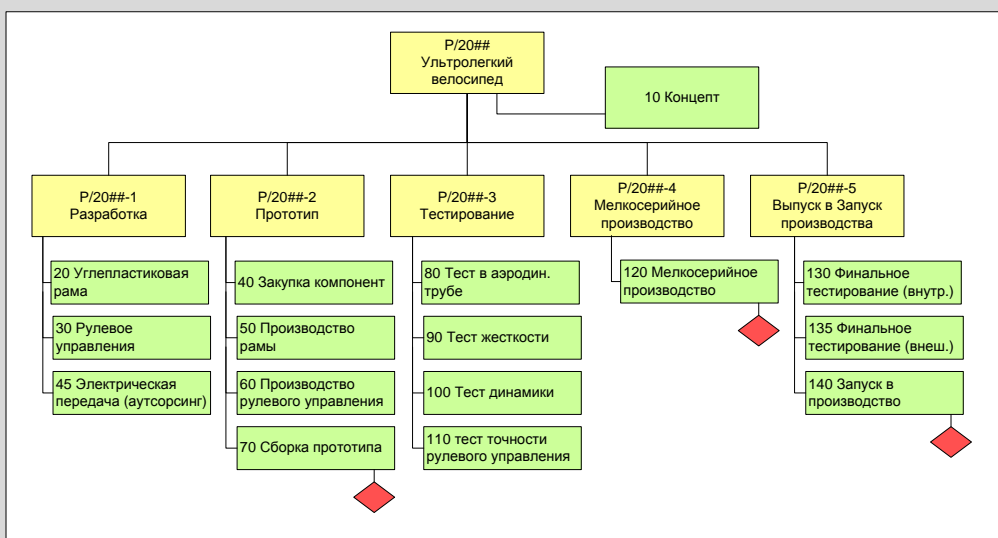 P/20##
Ультролегкий
велосипед
10 Концепт
P/20##-1
Разработка
P/20##-2
Прототип
P/20##-3
Тестирование
P/20##-4
Мелкосерийное
производство
P/20##-5
Выпуск в Запуск
производства
20 Углепластиковая
рама
30 Рулевое
управления
45 Электрическая
передача (аутсорсинг)
40 Закупка компонент
50 Производство
рамы
60 Производство
рулевого управления
70 Сборка прототипа
80 Тест в аэродин.
трубе
90 Тест жесткости
100 Тест динамики
110 тест точности
рулевого управления
120 Мелкосерийное
производство
130 Финальное
тестирование (внутр.)
135 Финальное
тестирование (внеш.)
140 Запуск в
производство